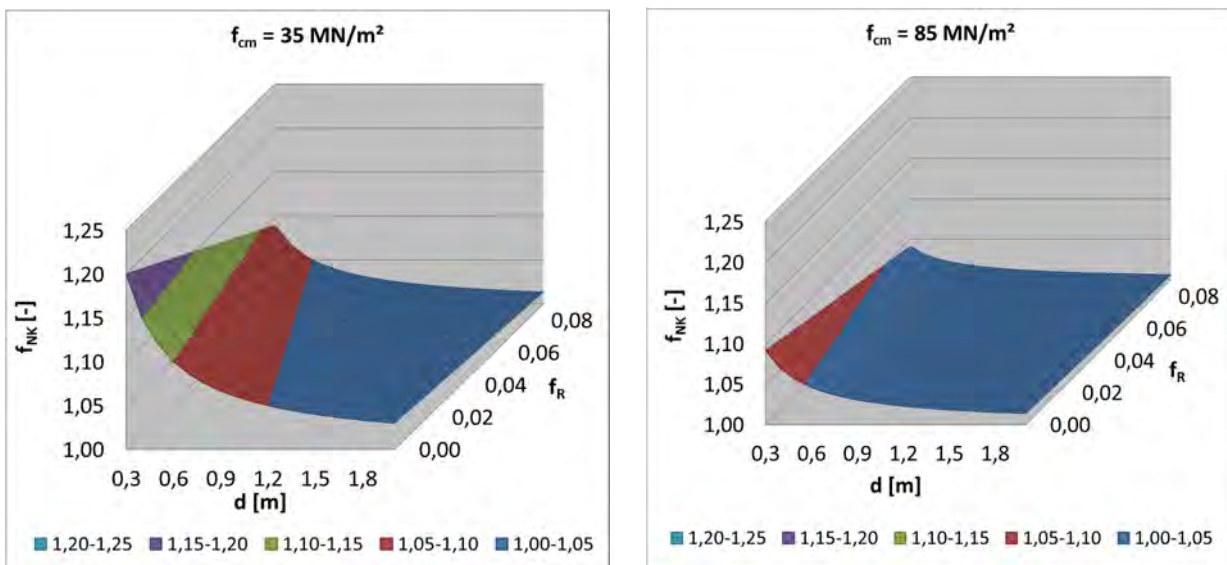 f_cm = 35 MN/m²
f_NK [-]
1,25
1,20
1,15
1,10
1,05
1,00
0,3 0,6 0,9 1,2 1,5 1,8
d [m]
0,08
0,06
0,04
0,02
0,00
f_R
1,20-1,25 1,15-1,20 1,10-1,15 1,05-1,10 1,00-1,05
f_cm = 85 MN/m²
f_NK [-]
1,25
1,20
1,15
1,10
1,05
1,00
0,3 0,6 0,9 1,2 1,5 1,8
d [m]
0,08
0,06
0,04
0,02
0,00
f_R
1,20-1,25 1,15-1,20 1,10-1,15 1,05-1,10 1,00-1,05